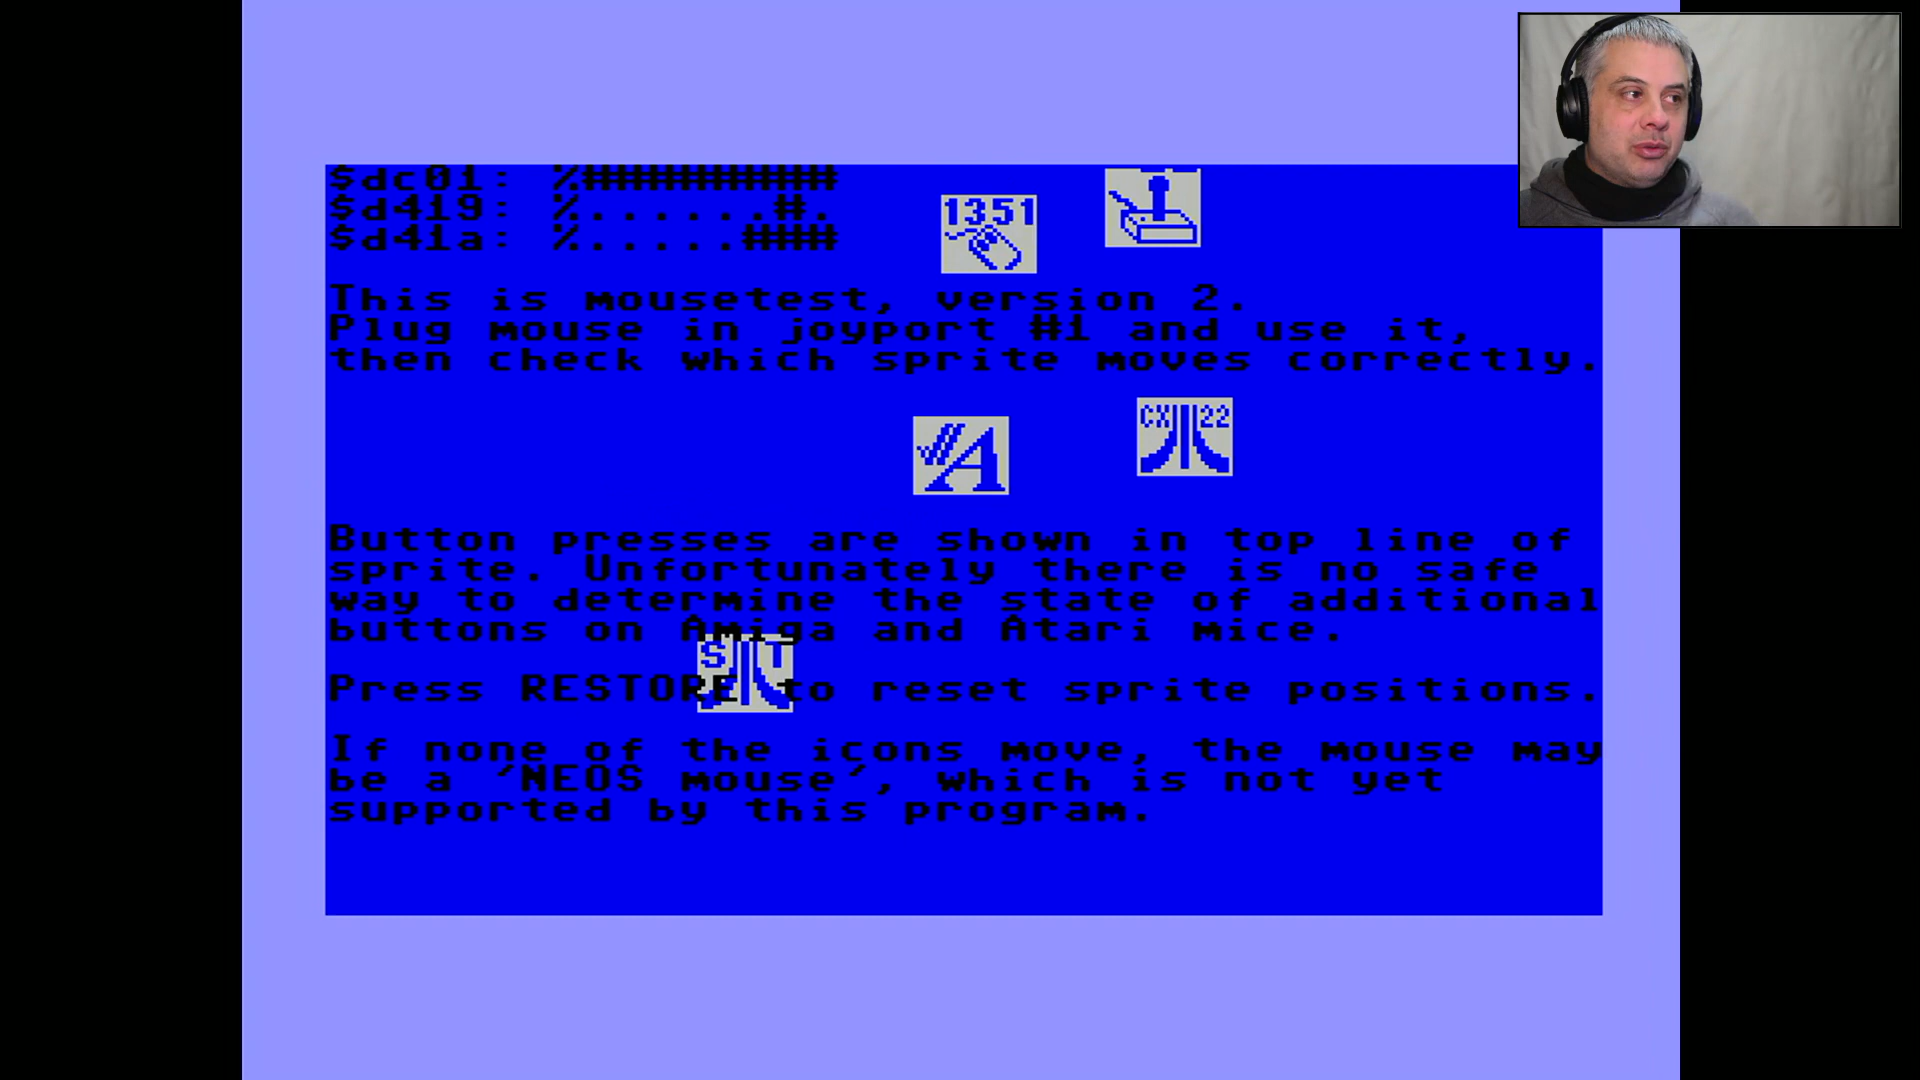 $dc01: %########
$d419: %......#.
$d41a: %.....###
1351
This is mousetest, version 2.
Plug mouse in joyport #1 and use it,
then check which sprite moves correctly.
CX 22
A
Button presses are shown in top line of
sprite. Unfortunately there is no safe
way to determine the state of additional
buttons on Amiga and Atari mice.
S T
Press RESTORE to reset sprite positions.
If none of the icons move, the mouse may
be a 'NEOS mouse', which is not yet
supported by this program.